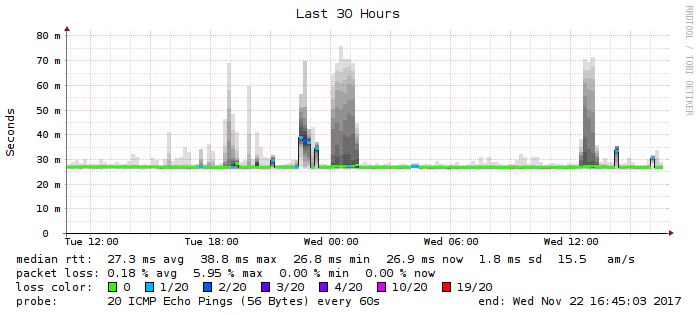 Last 30 Hours
RRDTOOL / TOBI OETIKER
Seconds
80 m
70 m
60 m
50 m
40 m
30 m
20 m
10 m
0
Tue 12:00 Tue 18:00 Wed 00:00 Wed 06:00 Wed 12:00
median rtt: 27.3 ms avg 38.8 ms max 26.8 ms min 26.9 ms now 1.8 ms sd 15.5 am/s
packet loss: 0.18 % avg 5.95 % max 0.00 % min 0.00 % now
loss color: 0 1/20 2/20 3/20 4/20 10/20 19/20
probe: 20 ICMP Echo Pings (56 Bytes) every 60s end: Wed Nov 22 16:45:03 2017